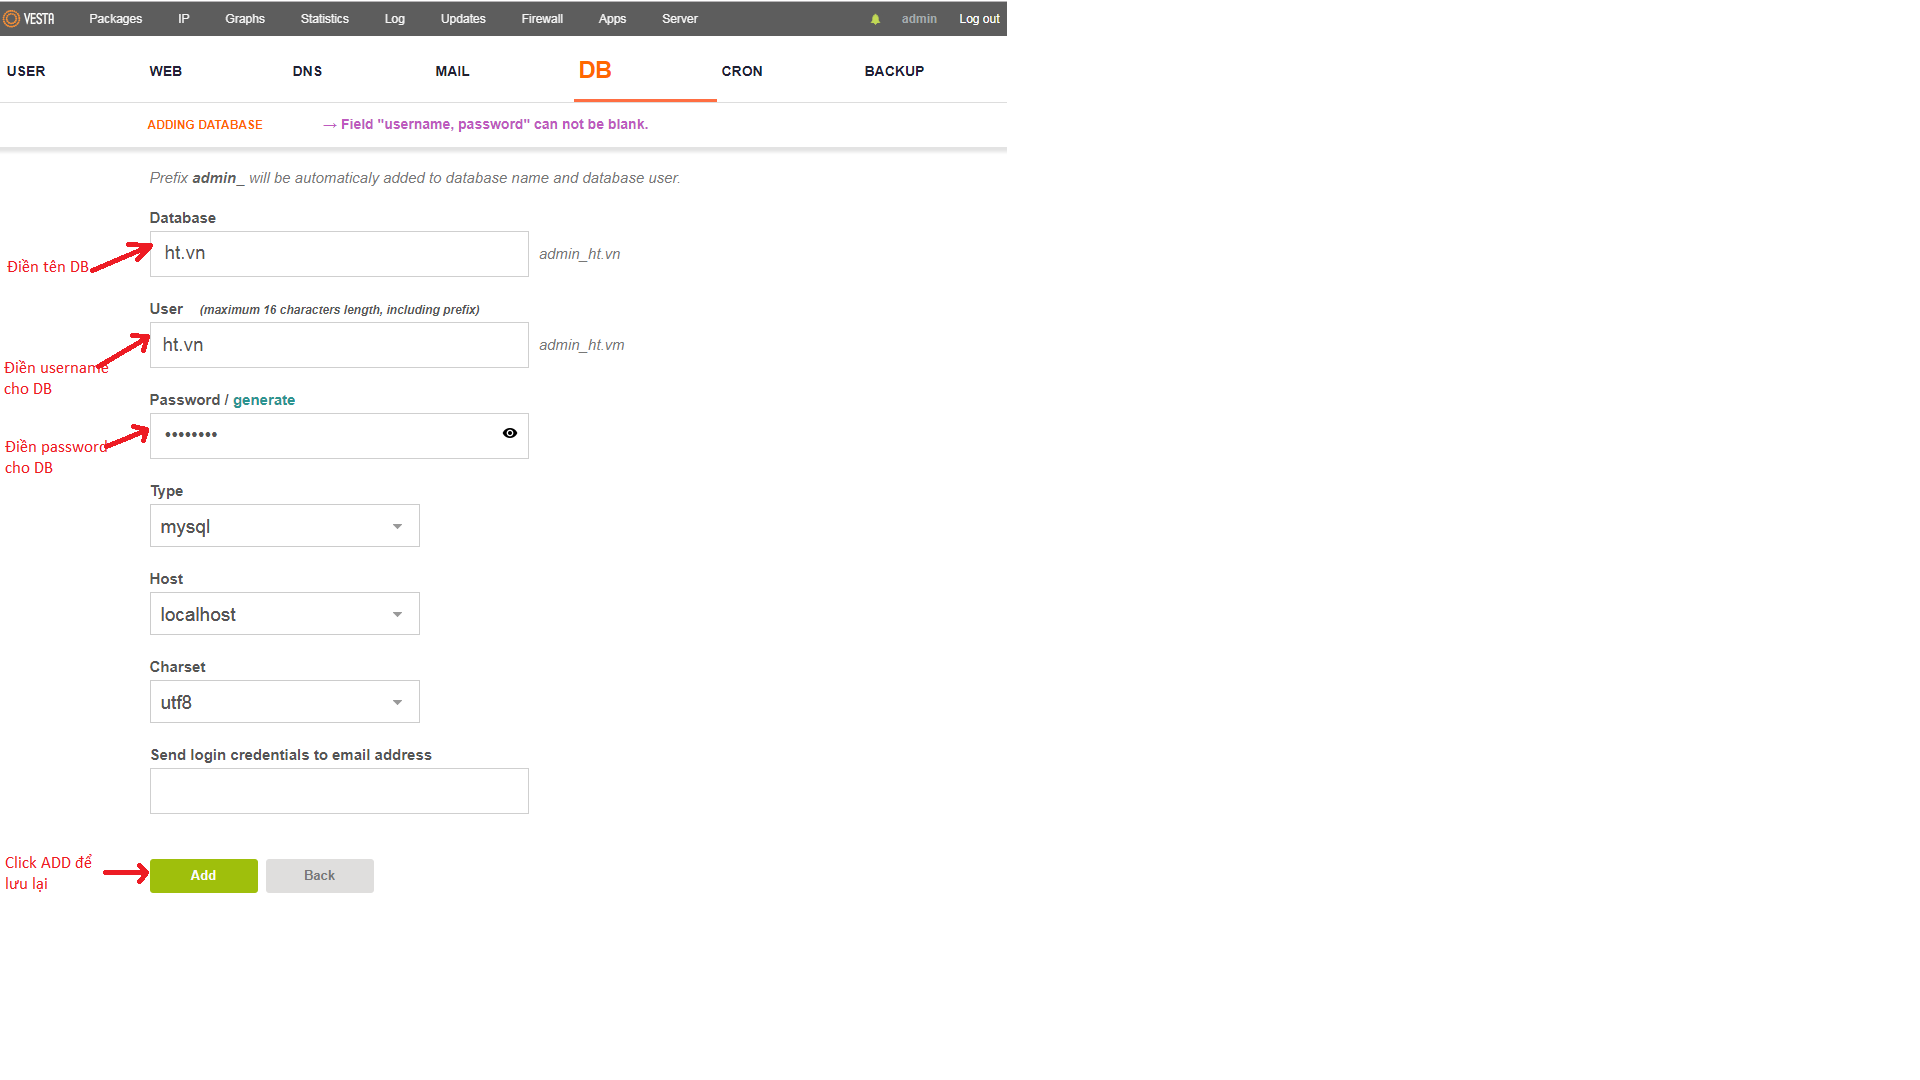 VESTA Packages IP Graphs Statistics Log Updates Firewall Apps Server admin Log out
USER WEB DNS MAIL DB CRON BACKUP
ADDING DATABASE → Field "username, password" can not be blank.
Prefix admin_ will be automaticaly added to database name and database user.
Database
Điền tên DB
ht.vn admin_ht.vn
User (maximum 16 characters length, including prefix)
ht.vn admin_ht.vm
Điền username
cho DB
Password / generate
••••••••
Điền password
cho DB
Type
mysql
Host
localhost
Charset
utf8
Send login credentials to email address
Click ADD để
lưu lại
Add Back